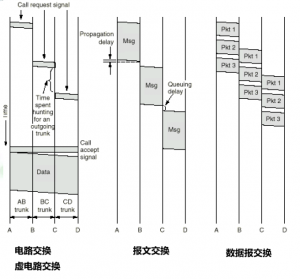 Call request signal
Propagation
delay
Msg
Pkt 1
Pkt 2
Pkt 3
Pkt 1
Pkt 2
Pkt 3
Pkt 1
Pkt 2
Pkt 3
Msg
Queuing
delay
Msg
Time
spent
hunting
for an
outgoing
trunk
Time
Call
accept
signal
Data
AB
trunk
BC
trunk
CD
trunk
A B C D
A B C D
A B C D
电路交换
虚电路交换
报文交换
数据报交换